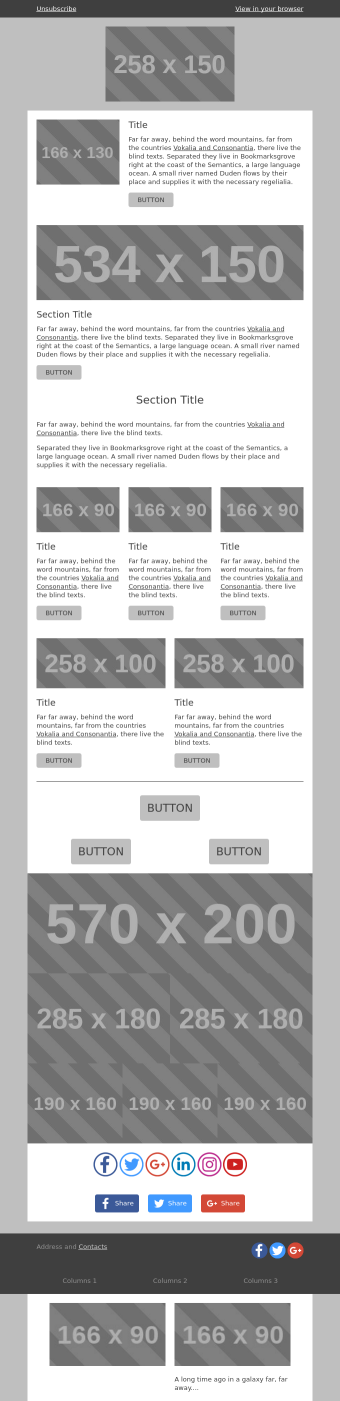 Unsubscribe
View in your browser
258 x 150
166 x 130
Title
Far far away, behind the word mountains, far from
the countries Vokalia and Consonantia, there live the
blind texts. Separated they live in Bookmarksgrove
right at the coast of the Semantics, a large language
ocean. A small river named Duden flows by their
place and supplies it with the necessary regelialia.
BUTTON
534 x 150
Section Title
Far far away, behind the word mountains, far from the countries Vokalia and
Consonantia, there live the blind texts. Separated they live in Bookmarksgrove
right at the coast of the Semantics, a large language ocean. A small river named
Duden flows by their place and supplies it with the necessary regelialia.
BUTTON
Section Title
Far far away, behind the word mountains, far from the countries Vokalia and
Consonantia, there live the blind texts.
Separated they live in Bookmarksgrove right at the coast of the Semantics, a
large language ocean. A small river named Duden flows by their place and
supplies it with the necessary regelialia.
166 x 90
Title
Far far away, behind the
word mountains, far from
the countries Vokalia and
Consonantia, there live
the blind texts.
BUTTON
166 x 90
Title
Far far away, behind the
word mountains, far from
the countries Vokalia and
Consonantia, there live
the blind texts.
BUTTON
166 x 90
Title
Far far away, behind the
word mountains, far from
the countries Vokalia and
Consonantia, there live
the blind texts.
BUTTON
258 x 100
Title
Far far away, behind the word
mountains, far from the countries
Vokalia and Consonantia, there live the
blind texts.
BUTTON
258 x 100
Title
Far far away, behind the word
mountains, far from the countries
Vokalia and Consonantia, there live the
blind texts.
BUTTON
BUTTON
BUTTON
BUTTON
570 x 200
285 x 180
285 x 180
190 x 160
190 x 160
190 x 160
Share
Share
Share
Address and Contacts
Columns 1
Columns 2
Columns 3
166 x 90
166 x 90
A long time ago in a galaxy far, far
away....